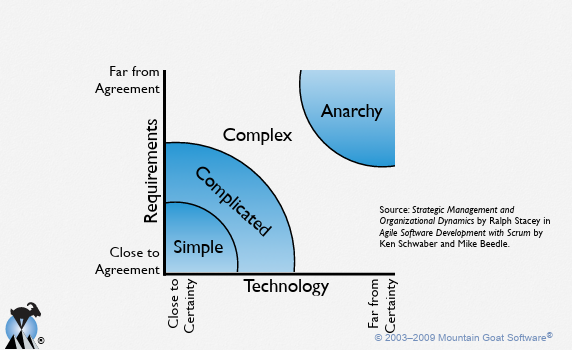 Far from
Agreement
Anarchy
Complex
Requirements
Complicated
Simple
Source: Strategic Management and
Organizational Dynamics by Ralph Stacey in
Agile Software Development with Scrum by
Ken Schwaber and Mike Beedle.
Close to
Agreement
Technology
Close to
Certainty
Far from
Certainty
®
© 2003–2009 Mountain Goat Software®